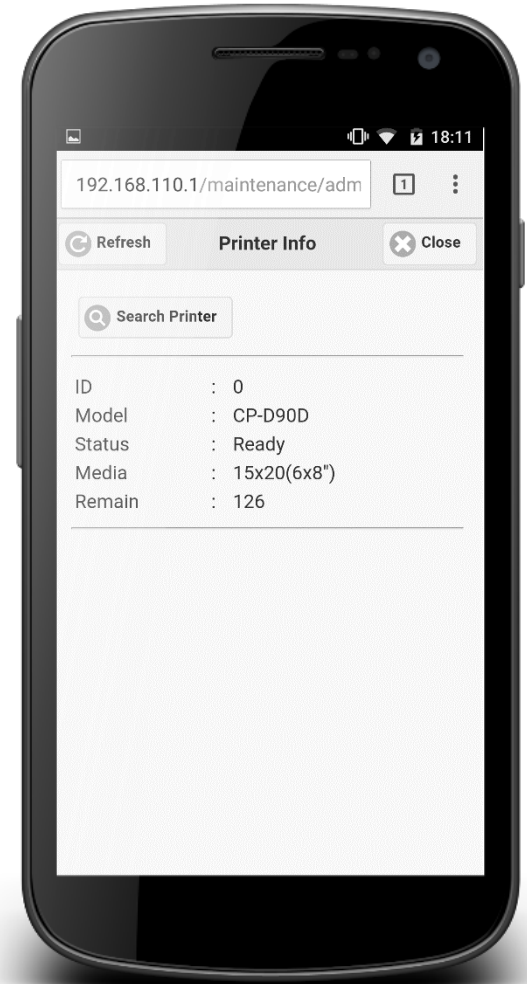 18:11
192.168.110.1/maintenance/adm
1
Refresh
Printer Info
Close
Search Printer
ID : 0
Model : CP-D90D
Status : Ready
Media : 15x20(6x8")
Remain : 126